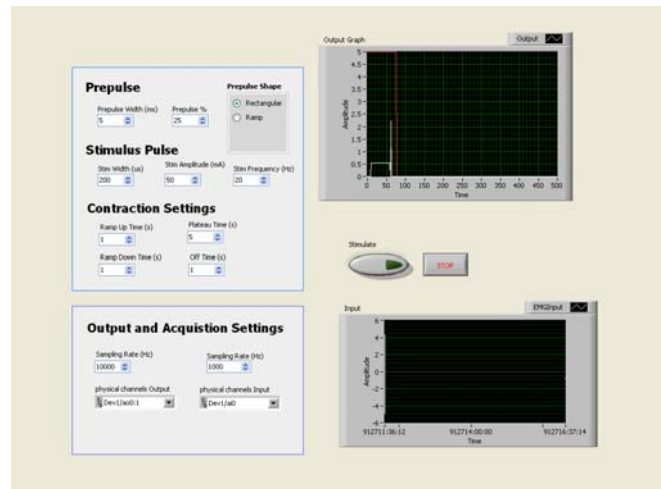 Prepulse
Prepulse Width (ms)
5
Prepulse %
25
Prepulse Shape
Rectangular
Ramp
Stimulus Pulse
Stim Width (us)
200
Stim Amplitude (mA)
50
Stim Frequency (Hz)
20
Contraction Settings
Ramp Up Time (s)
1
Plateau Time (s)
5
Ramp Down Time (s)
1
Off Time (s)
1
Output and Acquistion Settings
Sampling Rate (Hz)
10000
Sampling Rate (Hz)
1000
physical channels Output
Dev1/ao0:1
physical channels Input
Dev1/ai0
Output Graph
Output
Amplitude
5
4.5
4
3.5
3
2.5
2
1.5
1
0.5
0
0 50 100 150 200 250 300 350 400 450 500
Time
Stimulate
STOP
Input
EMGInput
Amplitude
6
4
2
0
-2
-4
-6
912711:36:12 912714:00:00 912716:37:14
Time